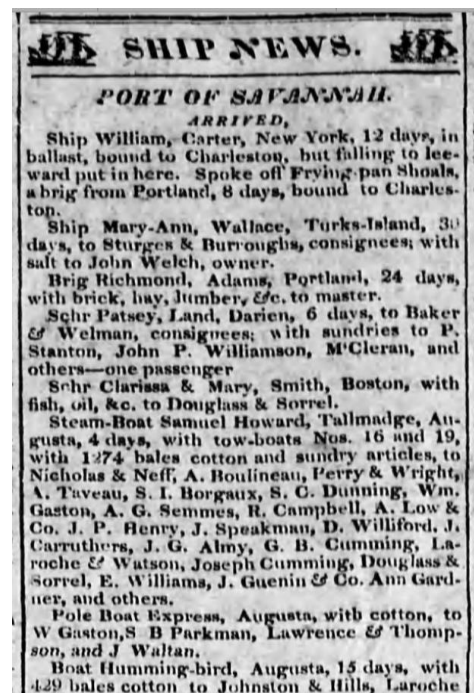 SHIP NEWS.
PORT OF SAVANNAH.
ARRIVED,
Ship William, Carter, New York, 12 days, in
ballast, bound to Charleston, but falling to lee-
ward put in here. Spoke off Frying-pan Shoals,
a brig from Portland, 8 days, bound to Charles-
ton.
Ship Mary-Ann, Wallace, Turks-Island, 30
days, to Sturges & Burroughs, consignees; with
salt to John Welch, owner.
Brig Richmond, Adams, Portland, 24 days,
with brick, hay, lumber, &c. to master.
Schr Patsey, Land, Darien, 6 days, to Baker
& Welman, consignees; with sundries to P.
Stanton, John P. Williamson, M'Cleran, and
others—one passenger
Schr Clarissa & Mary, Smith, Boston, with
fish, oil, &c. to Douglass & Sorrel.
Steam-Boat Samuel Howard, Tallmadge, Au-
gusta, 4 days, with tow-boats Nos. 16 and 19,
with 1274 bales cotton and sundry articles, to
Nicholas & Neff, A. Roulineau, Perry & Wright,
A. Taveau, S. I. Borgaux, S. C. Dunning, Wm.
Gaston, A. G. Semmes, R. Campbell, A. Low &
Co. J. P. Henry, J. Speakman, D. Williford, J.
Carruthers, J. G. Almy, G. B. Cumming, La-
roche & Watson, Joseph Cumming, Douglass &
Sorrel, E. Williams, J. Guenin & Co. Ann Gard-
ner, and others.
Pole Boat Express, Augusta, with cotton, to
W Gaston, S B Parkman, Lawrence & Thomp-
son, and J Waltan.
Boat Humming-bird, Augusta, 15 days, with
429 bales cotton to Johnston & Hills, Laroche